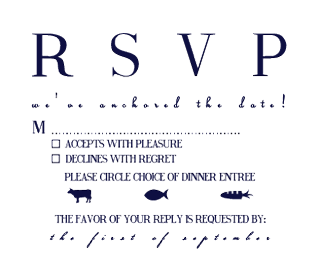 RSVP
we've anchored the date!
M
ACCEPTS WITH PLEASURE
DECLINES WITH REGRET
PLEASE CIRCLE CHOICE OF DINNER ENTREE
THE FAVOR OF YOUR REPLY IS REQUESTED BY:
the first of september